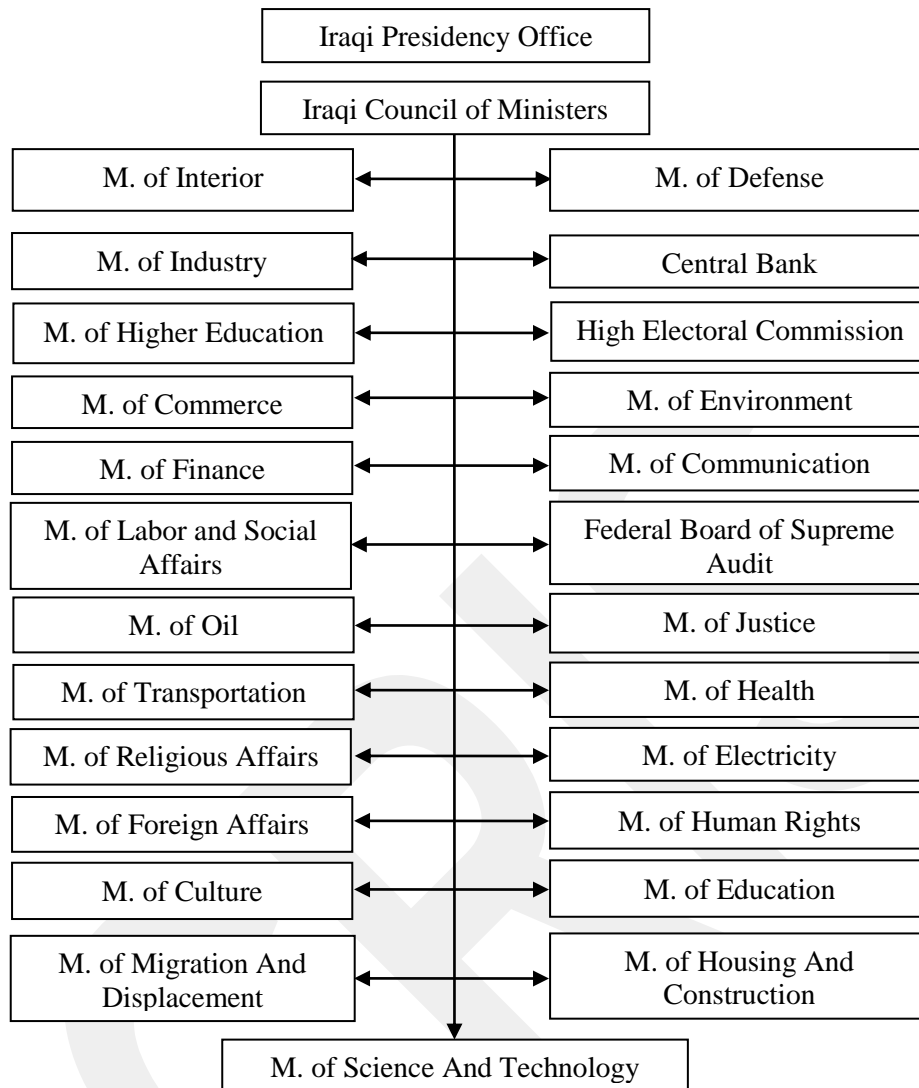 Iraqi Presidency Office
Iraqi Council of Ministers
M. of Interior
M. of Defense
M. of Industry
Central Bank
M. of Higher Education
High Electoral Commission
M. of Commerce
M. of Environment
M. of Finance
M. of Communication
M. of Labor and Social
Affairs
Federal Board of Supreme
Audit
M. of Oil
M. of Justice
M. of Transportation
M. of Health
M. of Religious Affairs
M. of Electricity
M. of Foreign Affairs
M. of Human Rights
M. of Culture
M. of Education
M. of Migration And
Displacement
M. of Housing And
Construction
M. of Science And Technology